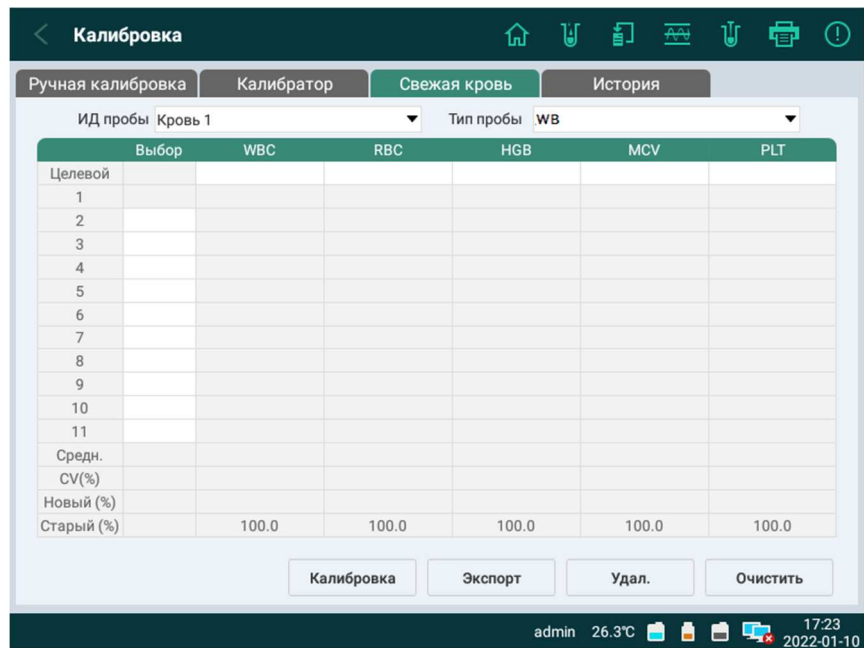 Калибровка
Ручная калибровка Калибратор Свежая кровь История
ИД пробы Кровь 1 Тип пробы WB
Выбор WBC RBC HGB MCV PLT
Целевой
1
2
3
4
5
6
7
8
9
10
11
Средн.
CV(%)
Новый (%)
Старый (%) 100.0 100.0 100.0 100.0 100.0
Калибровка Экспорт Удал. Очистить
admin 26.3℃ 17:23
2022-01-10